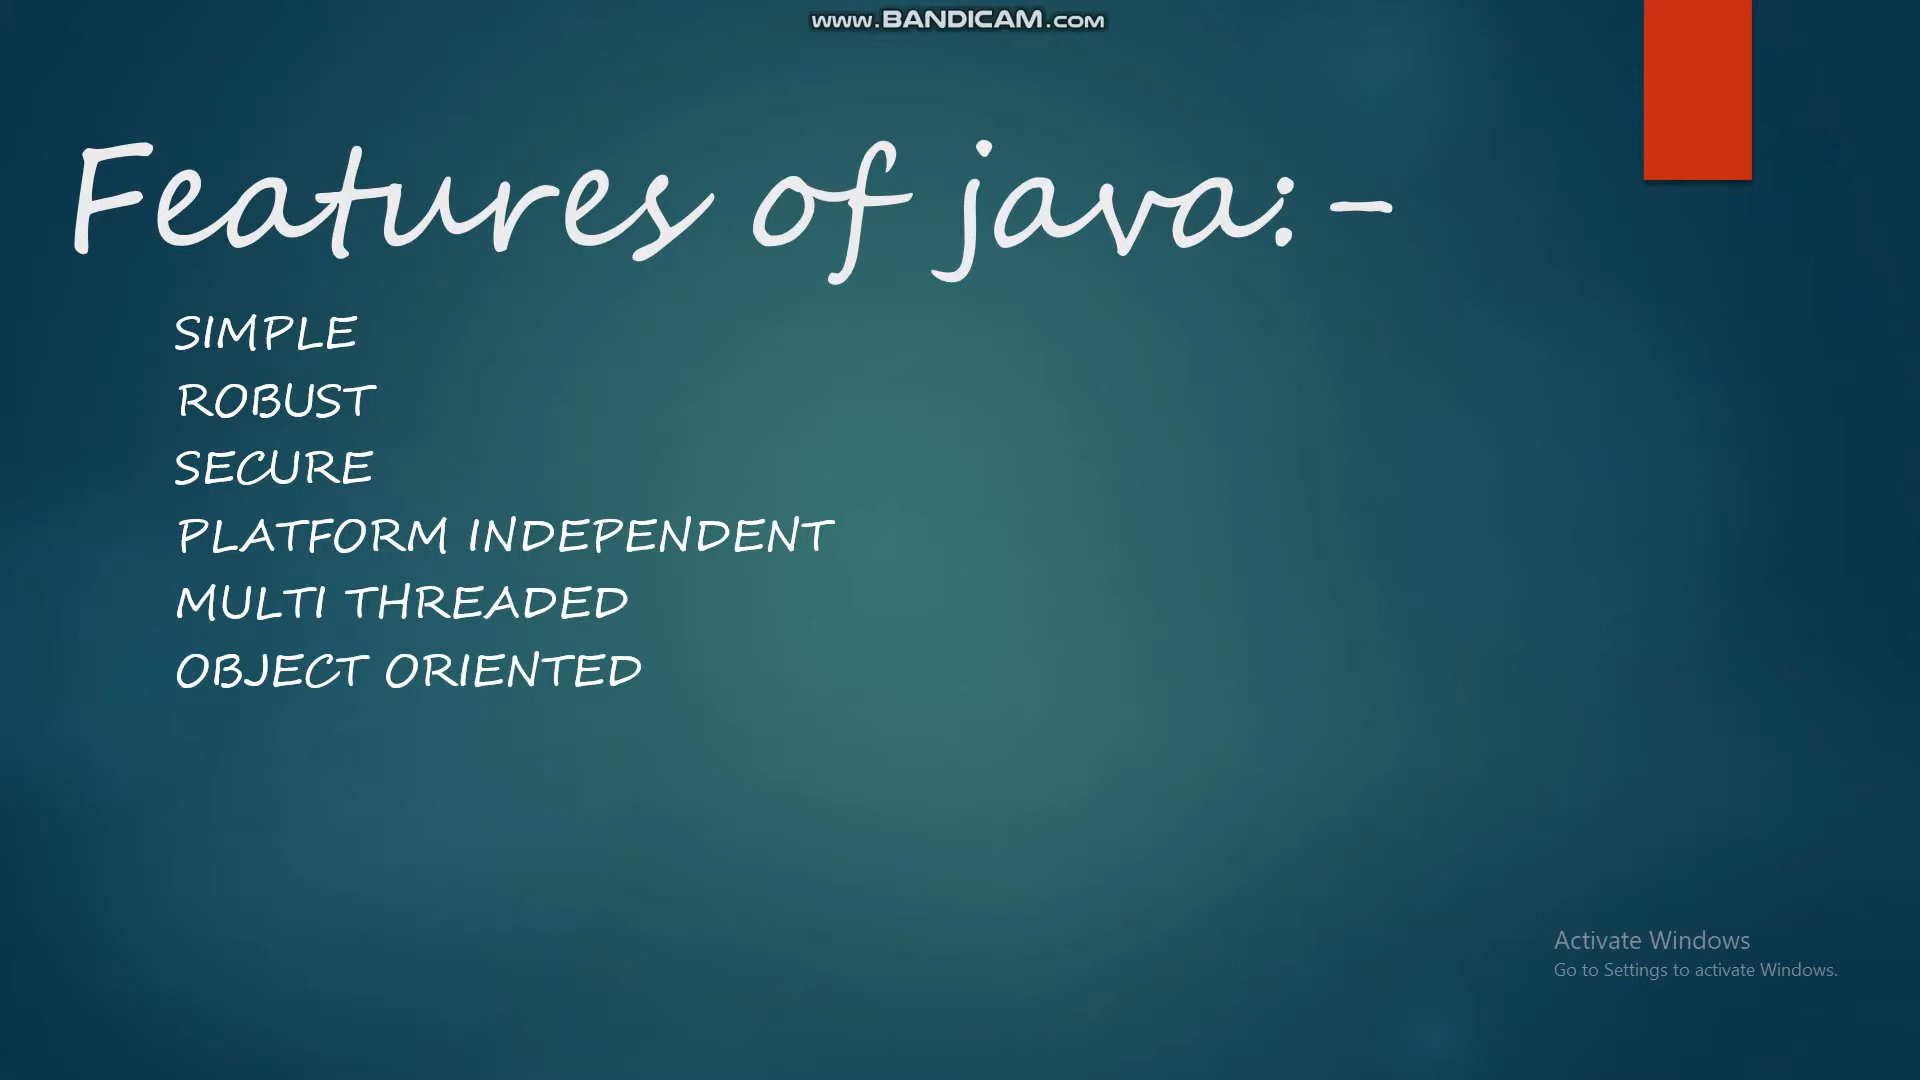 www.BANDICAM.com
Features of java:-
SIMPLE
ROBUST
SECURE
PLATFORM INDEPENDENT
MULTI THREADED
OBJECT ORIENTED
Activate Windows
Go to Settings to activate Windows.